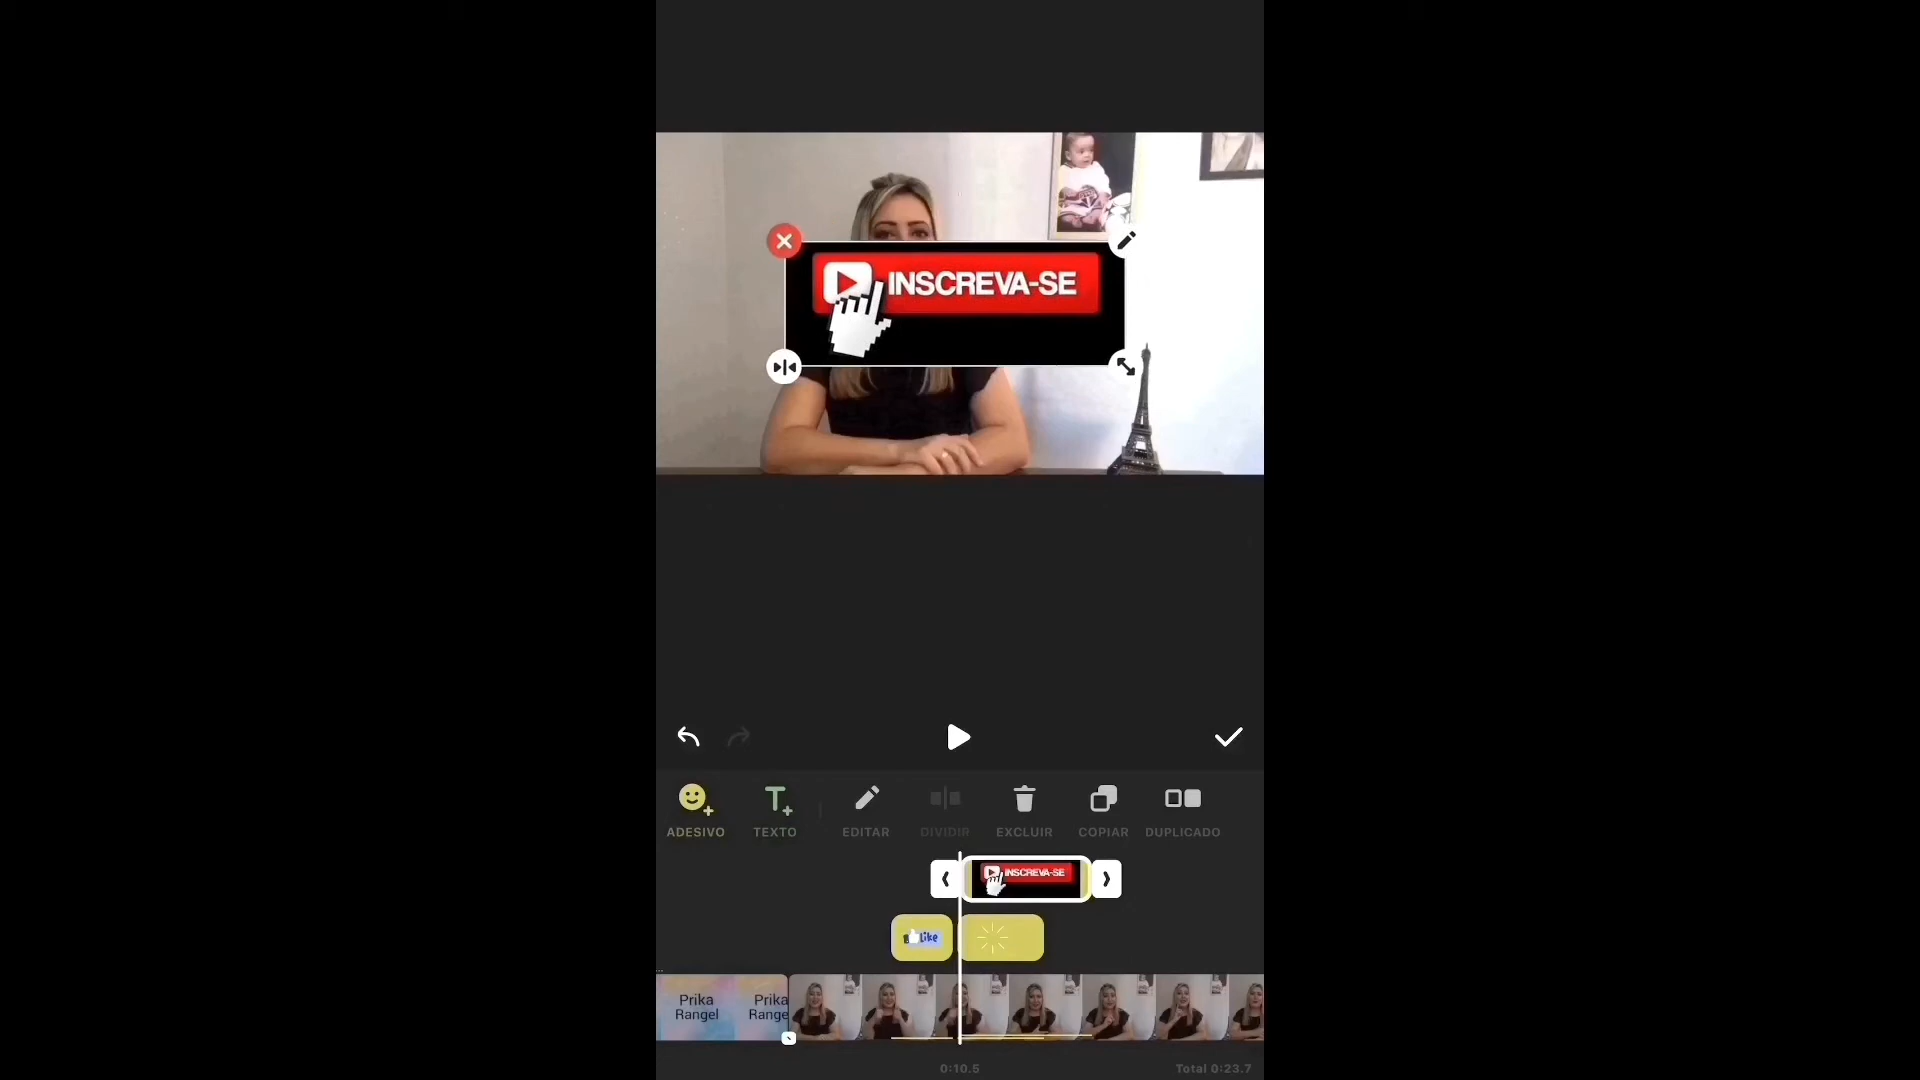 INSCREVA-SE
ADESIVO
TEXTO
EDITAR
DIVIDIR
EXCLUIR
COPIAR
DUPLICADO
INSCREVA-SE
like
Prika
Rangel
Prika
Range
0:10.5
Total 0:23.7